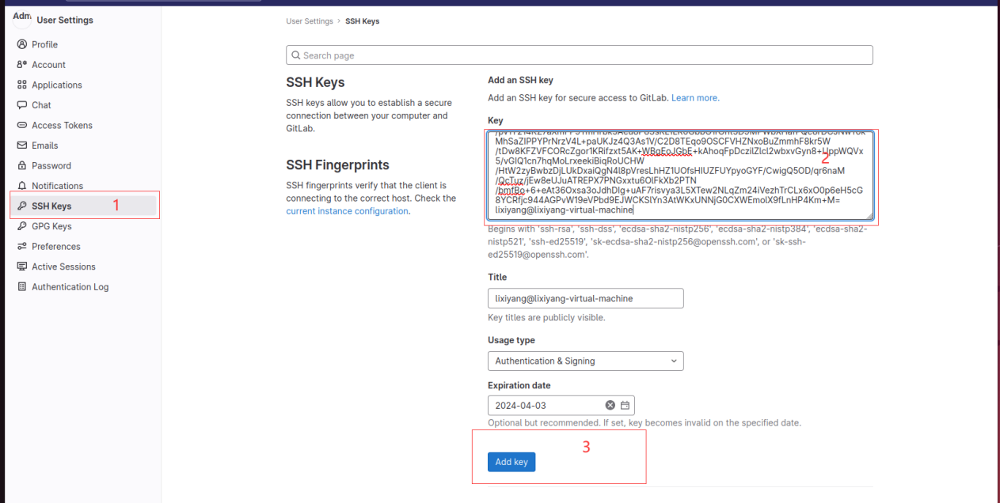 Adm
User Settings
Profile
Account
Applications
Chat
Access Tokens
Emails
Password
Notifications
SSH Keys
1
GPG Keys
Preferences
Active Sessions
Authentication Log
User Settings › SSH Keys
Search page
SSH Keys
SSH keys allow you to establish a secure
connection between your computer and
GitLab.
SSH Fingerprints
SSH fingerprints verify that the client is
connecting to the correct host. Check the
current instance configuration.
Add an SSH key
Add an SSH key for secure access to GitLab. Learn more.
Key
MhSaZlPPYPrNrzV4L+paUKJz4Q3As1V/C2D8TEqo9OSCFVHZNxoBuZmmhF8kr5W
/tDw8KFZVFCORcZgor1KRifzxt5AK+WBgEoJGbE+kAhoqFpDcziIZlcl2wbxvGyn8+UppWQVx
2
5/vGIQ1cn7hqMoLrxeekiBiqRoUCHW
/HtW2zyBwbzDjLUkDxaiQgN4l8pVresLhHZ1UOfsHIUZFUYpyoGYF/CwigQ5OD/qr6naM
/QcTuz/jEw8eUJuATREPX7PNGxxtu6OlFkXb2PTN
/bmfBo+6+eAt36Oxsa3oJdhDIg+uAF7risvya3L5XTew2NLqZm24iVezhTrCLx6xO0p6eH5cG
8YCRfjc944AGPvW19eVPbd9EJWCKSlYn3AtWKxUNNjG0CXWEmolX9fLnHP4Km+M=
lixiyang@lixiyang-virtual-machine
Begins with 'ssh-rsa', 'ssh-dss', 'ecdsa-sha2-nistp256', 'ecdsa-sha2-nistp384', 'ecdsa-sha2-
nistp521', 'ssh-ed25519', 'sk-ecdsa-sha2-nistp256@openssh.com', or 'sk-ssh-
ed25519@openssh.com'.
Title
lixiyang@lixiyang-virtual-machine
Key titles are publicly visible.
Usage type
Authentication & Signing
Expiration date
2024-04-03
Optional but recommended. If set, key becomes invalid on the specified date.
3
Add key